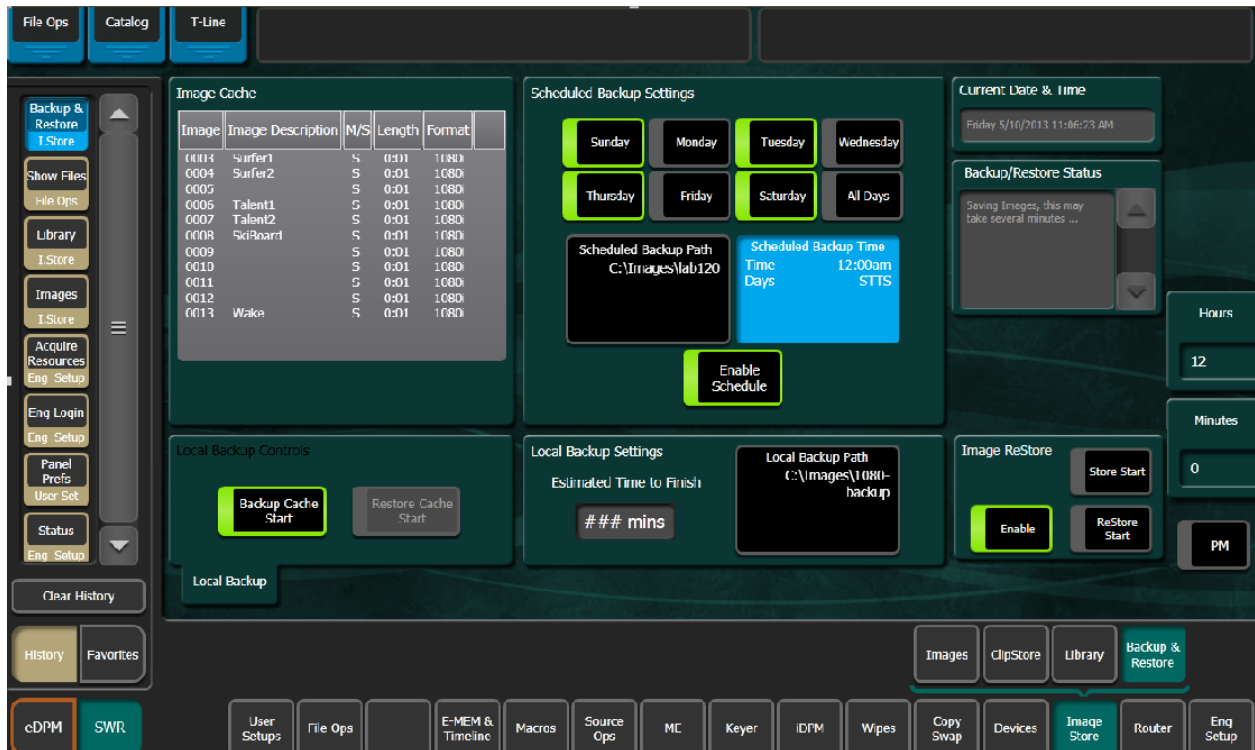 File Ops
Catalog
T-Line
Backup &
Restore
I.Store
Show Files
File Ops
Library
I.Store
Images
I.Store
Acquire
Resources
Eng Setup
Eng Login
Eng Setup
Panel
Prefs
User Set
Status
Eng Setup
Clear History
History
Favorites
Image Cache
Image Image Description M/S Length Format
0003 Surfer1 S 0:01 1080i
0004 Surfer2 S 0:01 1080i
0005 S 0:01 1080i
0006 Talent1 S 0:01 1080i
0007 Talent2 S 0:01 1080i
0008 SkiBoard S 0:01 1080i
0009 S 0:01 1080i
0010 S 0:01 1080i
0011 S 0:01 1080i
0012 S 0:01 1080i
0013 Wake S 0:01 1080i
Scheduled Backup Settings
Sunday Monday Tuesday Wednesday
Thursday Friday Saturday All Days
Scheduled Backup Path
C:\Images\lab120
Scheduled Backup Time
Time 12:00am
Days STTS
Enable
Schedule
Current Date & Time
Friday 5/10/2013 11:06:23 AM
Backup/Restore Status
Saving Images, this may
take several minutes ...
Hours
12
Minutes
0
PM
Local Backup Controls
Backup Cache
Start
Restore Cache
Start
Local Backup
Local Backup Settings
Estimated Time to Finish
### mins
Local Backup Path
C:\Images\1080-
backup
Image ReStore
Store Start
Enable
ReStore
Start
Images
ClipStore
Library
Backup &
Restore
eDPM
SWR
User
Setups
File Ops
E-MEM &
Timeline
Macros
Source
Ops
ME
Keyer
iDPM
Wipes
Copy
Swap
Devices
Image
Store
Router
Eng
Setup